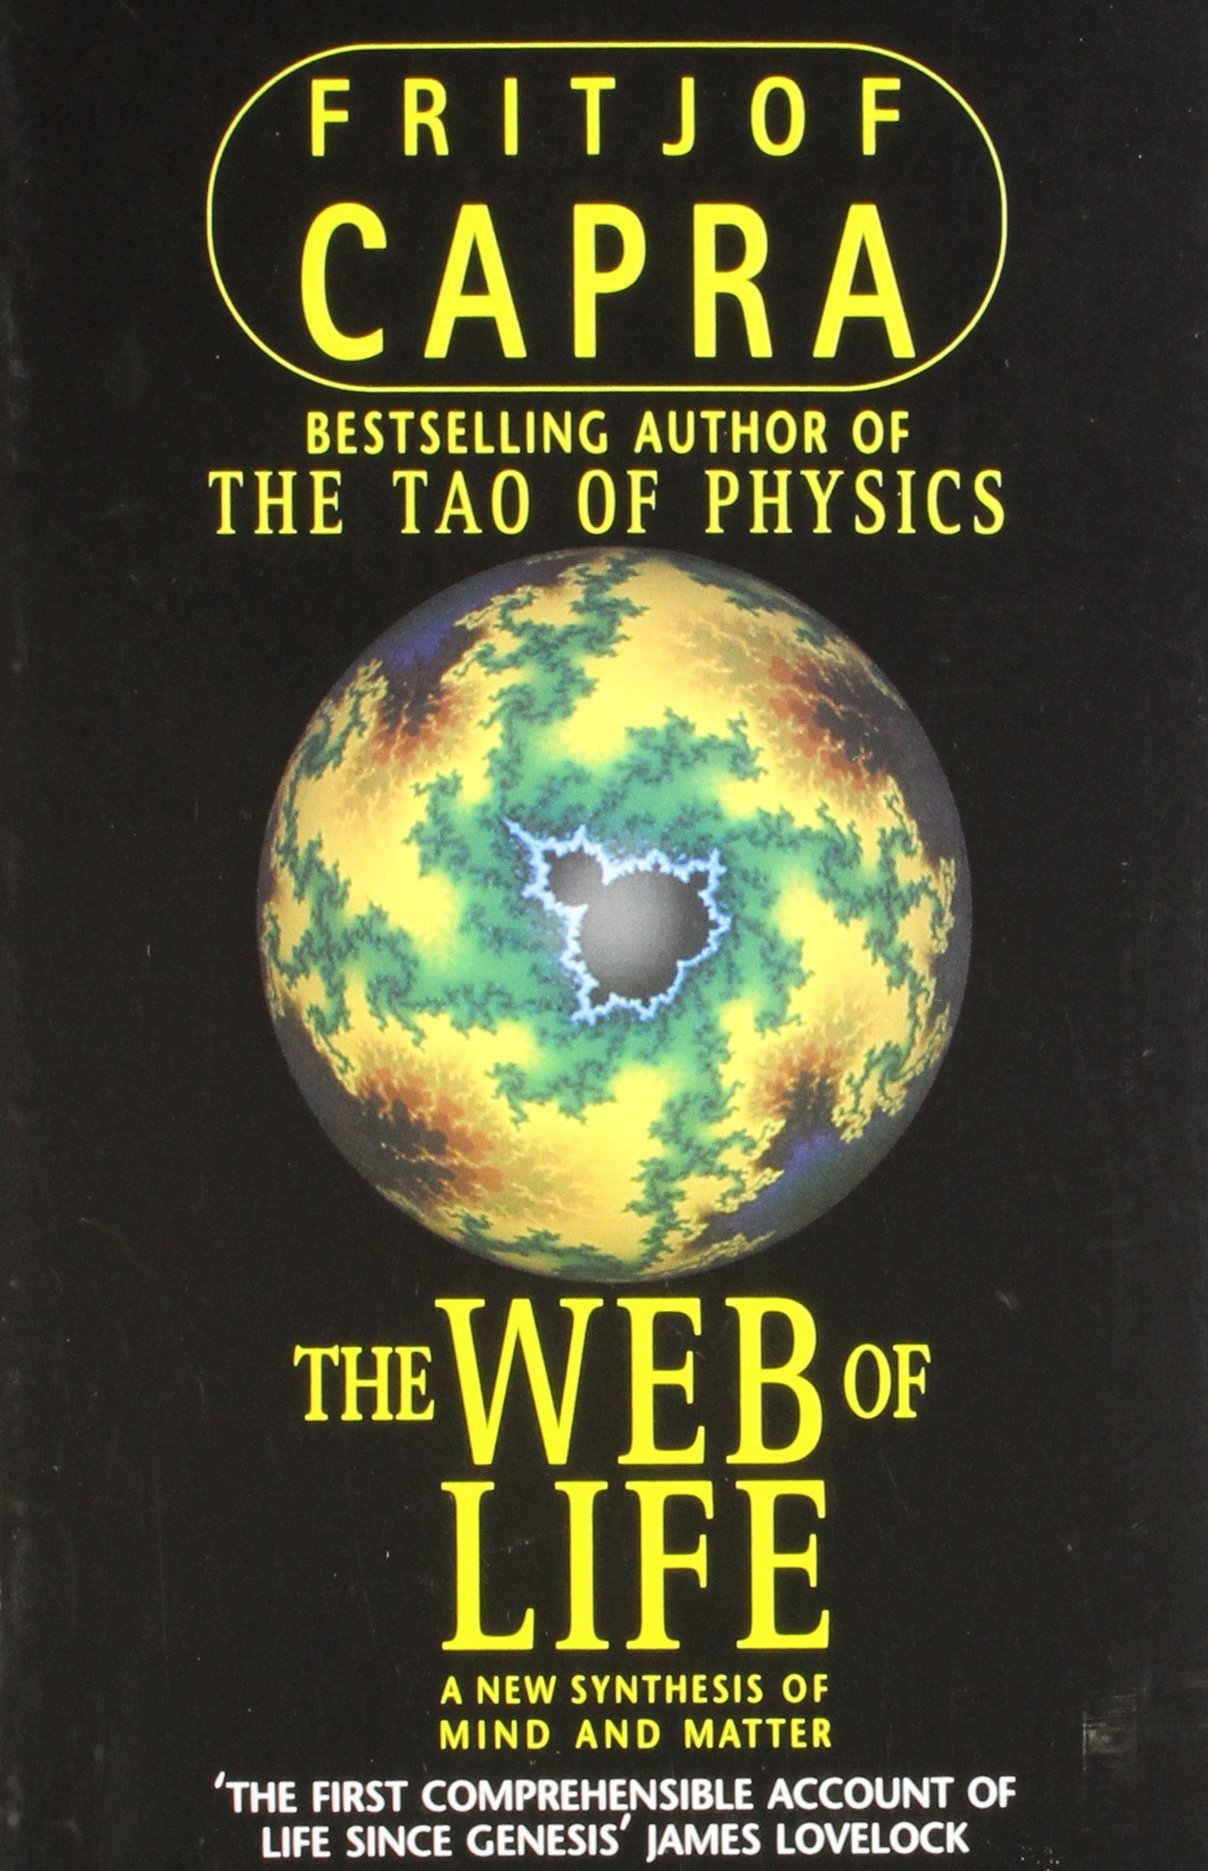 FRITJOF
CAPRA
BESTSELLING AUTHOR OF
THE TAO OF PHYSICS
THE WEB OF
LIFE
A NEW SYNTHESIS OF
MIND AND MATTER
‘THE FIRST COMPREHENSIBLE ACCOUNT OF
LIFE SINCE GENESIS’ JAMES LOVELOCK